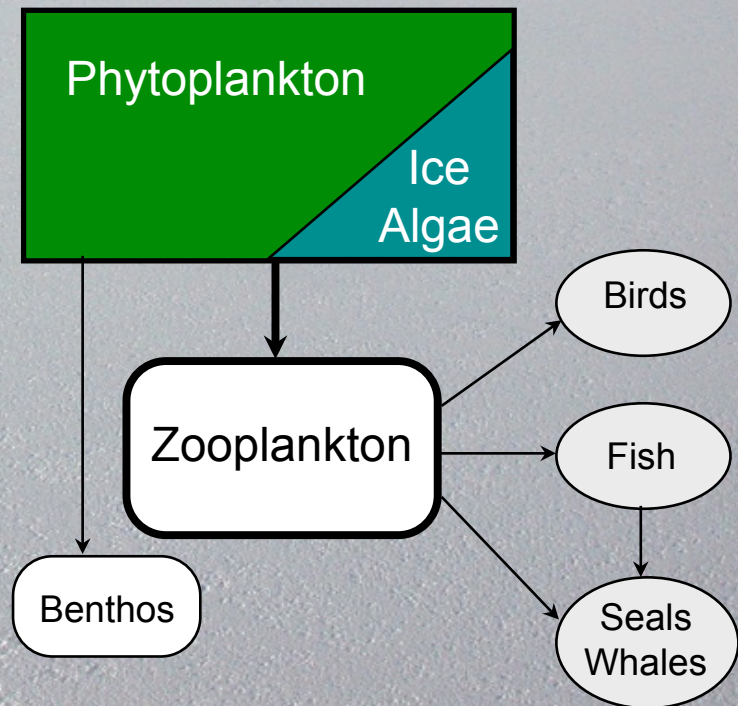 Phytoplankton
Ice
Algae
Birds
Zooplankton
Fish
Benthos
Seals
Whales